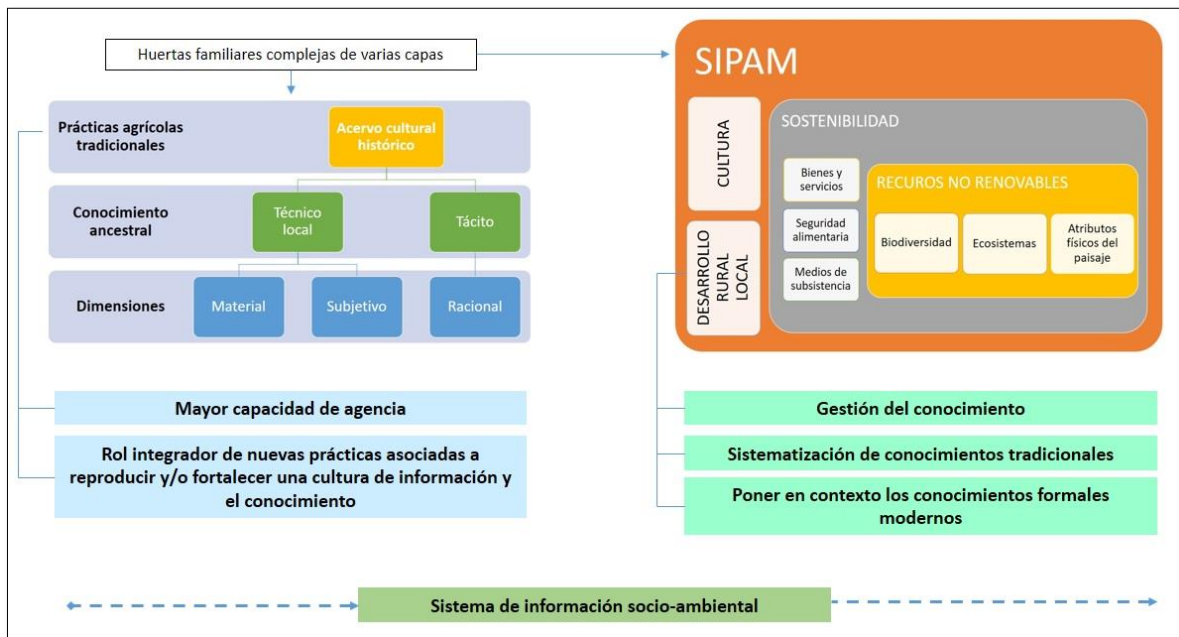 Huertas familiares complejas de varias capas
Prácticas agrícolas
tradicionales
Acervo cultural
histórico
Conocimiento
ancestral
Técnico
local
Tácito
Dimensiones
Material
Subjetivo
Racional
Mayor capacidad de agencia
Rol integrador de nuevas prácticas asociadas a
reproducir y/o fortalecer una cultura de información y
el conocimiento
SIPAM
CULTURA
DESARROLLO
RURAL
LOCAL
SOSTENIBILIDAD
Bienes y
servicios
Seguridad
alimentaria
Medios de
subsistencia
RECUROS NO RENOVABLES
Biodiversidad
Ecosistemas
Atributos
físicos del
paisaje
Gestión del conocimiento
Sistematización de conocimientos tradicionales
Poner en contexto los conocimientos formales
modernos
Sistema de información socio-ambiental